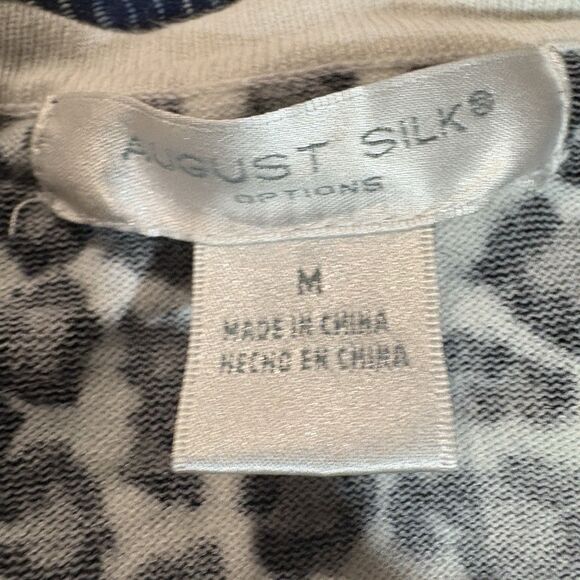 AUGUST SILK®
OPTIONS
M
MADE IN CHINA
HECHO EN CHINA